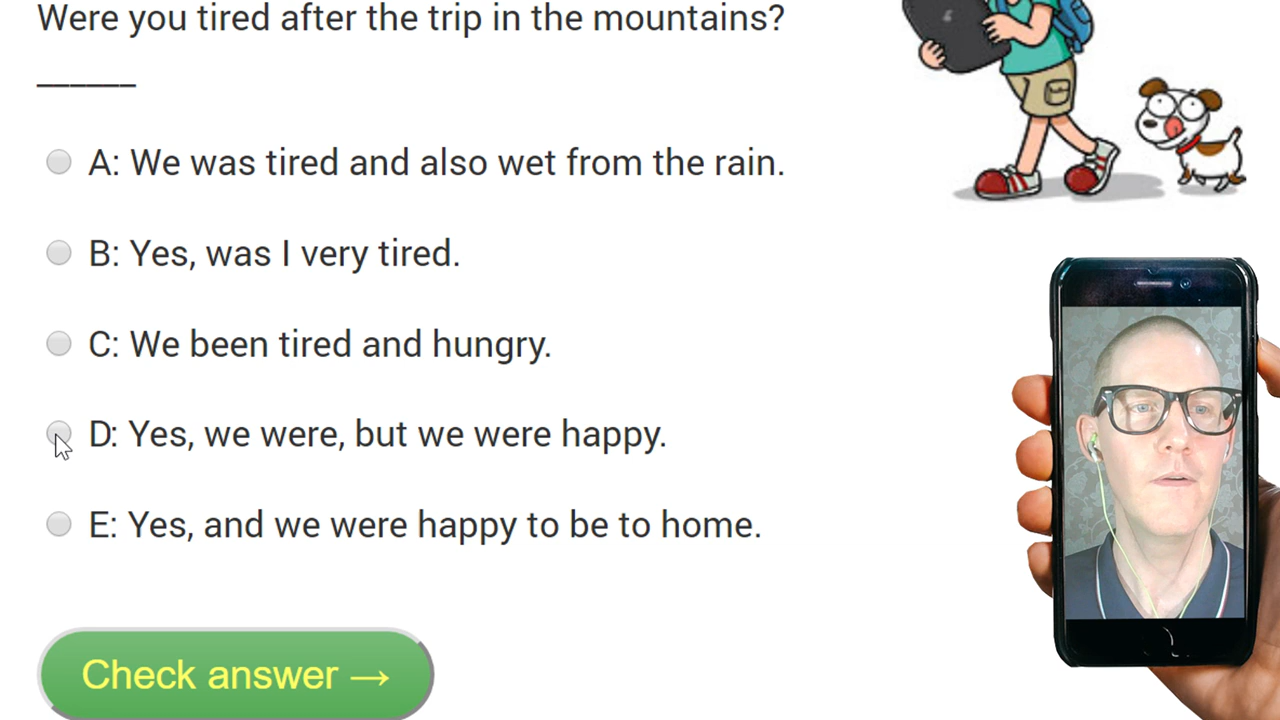 Were you tired after the trip in the mountains?
______
A: We was tired and also wet from the rain.
B: Yes, was I very tired.
C: We been tired and hungry.
D: Yes, we were, but we were happy.
E: Yes, and we were happy to be to home.
Check answer →